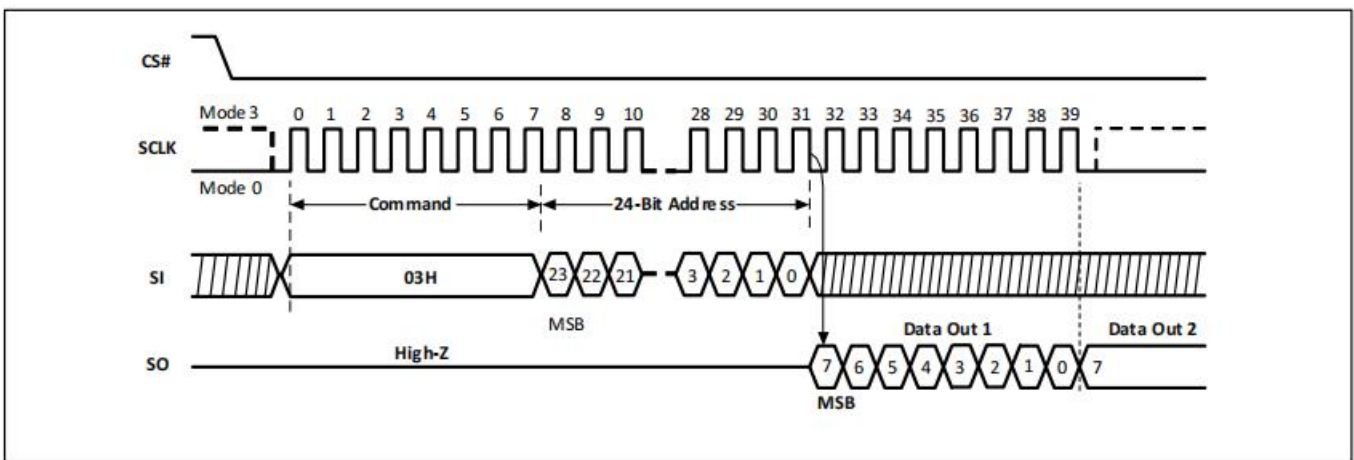 CS#
Mode 3 0 1 2 3 4 5 6 7 8 9 10 28 29 30 31 32 33 34 35 36 37 38 39
SCLK
Mode 0
Command 24-Bit Address
SI 03H 23 22 21 3 2 1 0
MSB
Data Out 1 Data Out 2
High-Z
SO 7 6 5 4 3 2 1 0 7
MSB